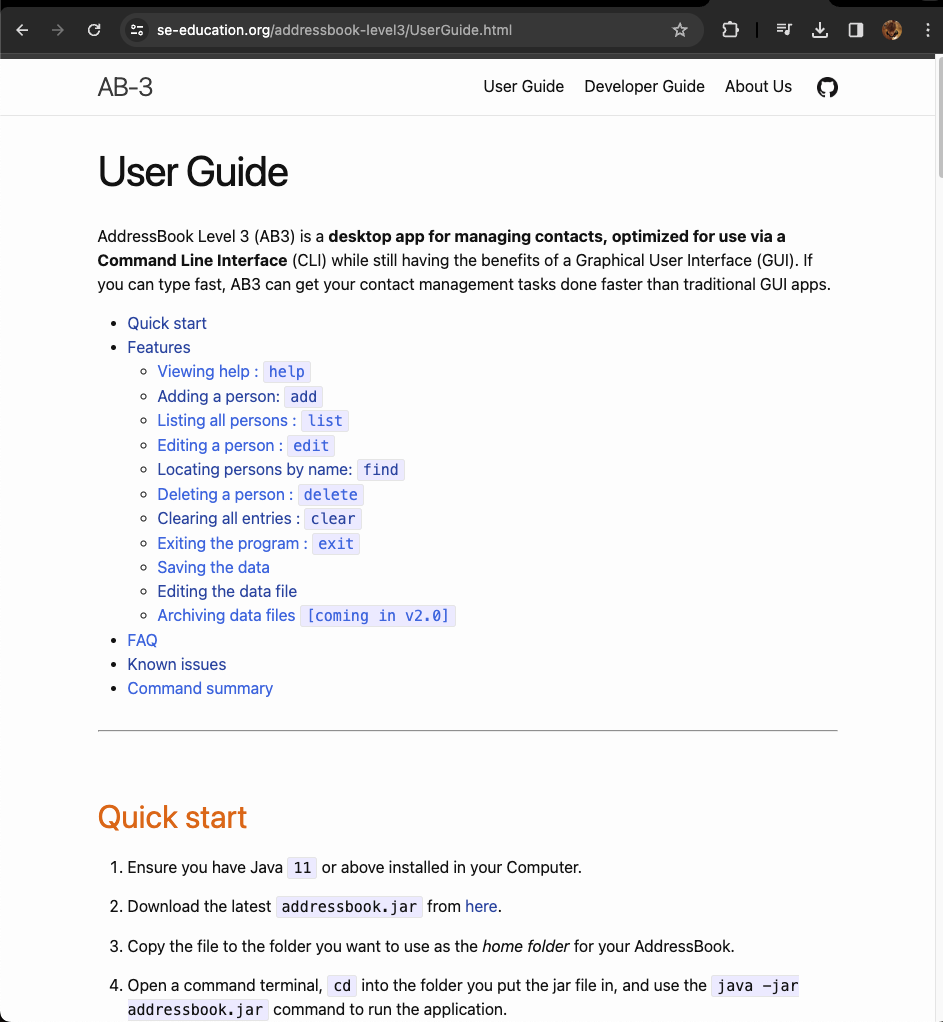 se-education.org/addressbook-level3/UserGuide.html
AB-3
User Guide Developer Guide About Us
User Guide
AddressBook Level 3 (AB3) is a desktop app for managing contacts, optimized for use via a
Command Line Interface (CLI) while still having the benefits of a Graphical User Interface (GUI). If
you can type fast, AB3 can get your contact management tasks done faster than traditional GUI apps.
• Quick start
• Features
◦ Viewing help : help
◦ Adding a person: add
◦ Listing all persons : list
◦ Editing a person : edit
◦ Locating persons by name: find
◦ Deleting a person : delete
◦ Clearing all entries : clear
◦ Exiting the program : exit
◦ Saving the data
◦ Editing the data file
◦ Archiving data files [coming in v2.0]
• FAQ
• Known issues
• Command summary
Quick start
1. Ensure you have Java 11 or above installed in your Computer.
2. Download the latest addressbook.jar from here.
3. Copy the file to the folder you want to use as the home folder for your AddressBook.
4. Open a command terminal, cd into the folder you put the jar file in, and use the java -jar
addressbook.jar command to run the application.